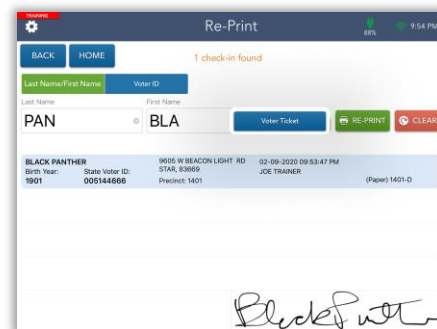 TRAINING
Re-Print
88%
9:54 PM
BACK
HOME
1 check-in found
Last Name/First Name
Voter ID
Last Name
First Name
PAN
BLA
Voter Ticket
RE-PRINT
CLEAR
BLACK PANTHER
Birth Year:
State Voter ID:
1901
005144666
9605 W BEACON LIGHT RD
STAR, 83669
Precinct: 1401
02-09-2020 09:53:47 PM
JOE TRAINER
(Paper) 1401-D
Black Panth